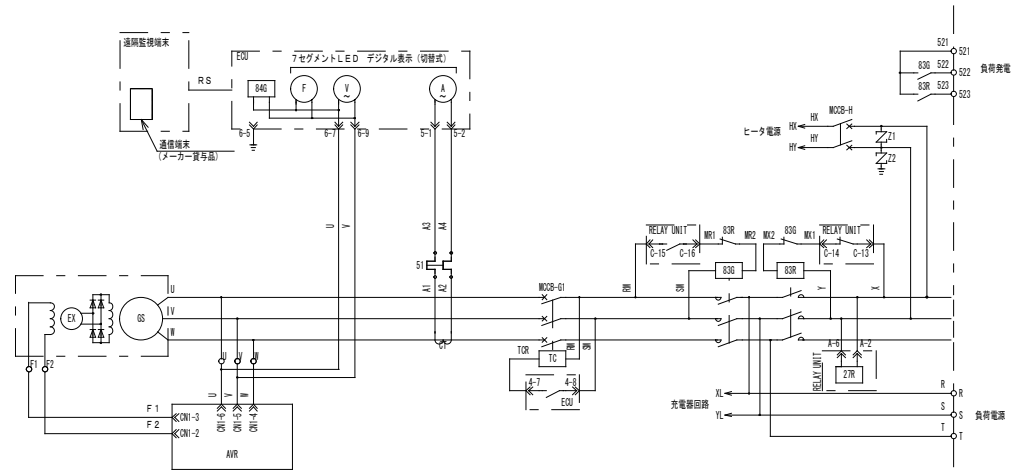 遠隔監視端末
通信端末
(メーカー貸与品)
RS
ECU
7セグメントLED デジタル表示(切替式)
84G
F
V
~
A
~
6-5
6-7
6-9
5-1
5-2
U
V
A3
A4
51
A1
A2
CT
521
521
83G
522
522
83R
523
523
負荷発電
MCCB-H
ヒータ電源
HX
HX
HY
HY
Z1
Z2
RELAY UNIT
C-15
C-16
MR1
83R
MR2
83G
MX2
83G
MX1
RELAY UNIT
C-14
C-13
83R
Y
X
EX
GS
U
V
W
F1
F2
U
V
W
U
V
W
F1
F2
CN1-3
CN1-2
CN1-6
CN1-5
CN1-4
AVR
MCCB-G1
TCR
TC
4-7
4-8
ECU
A-6
A-2
27R
RELAY UNIT
充電器回路
XL
YL
R
R
S
S
T
T
負荷電源